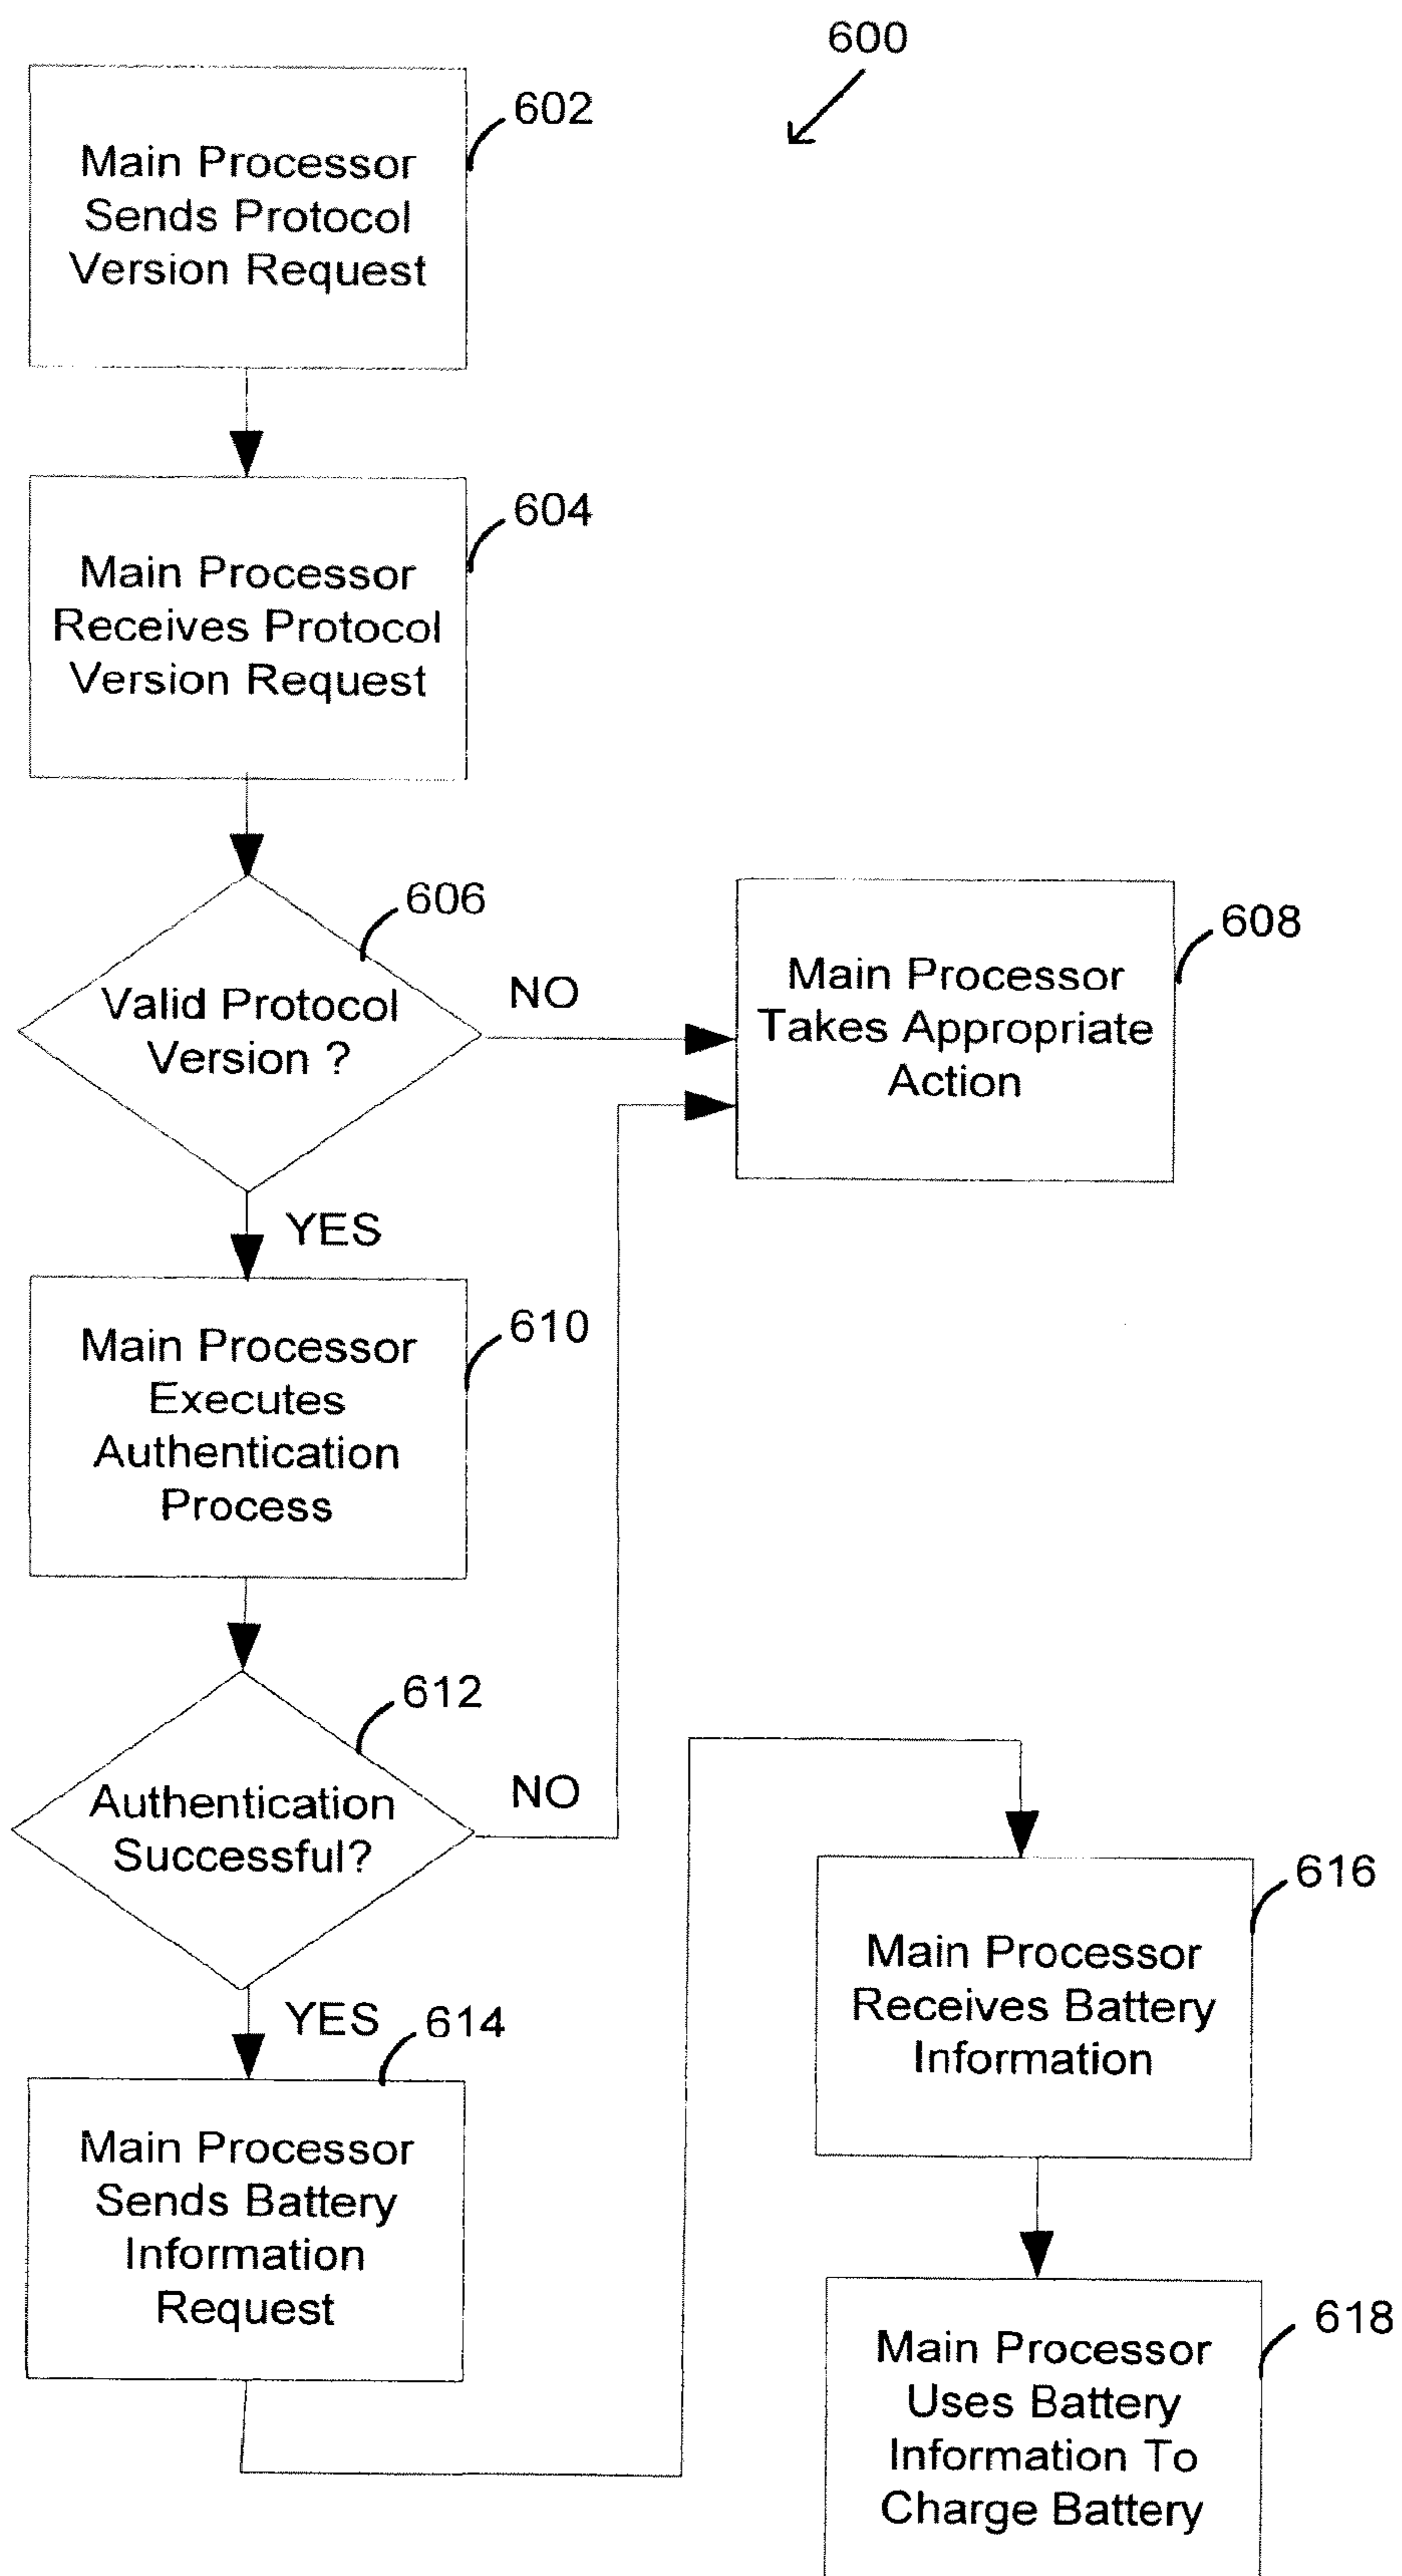 600
602
Main Processor
Sends Protocol
Version Request
604
Main Processor
Receives Protocol
Version Request
606
Valid Protocol
Version ?
NO
608
Main Processor
Takes Appropriate
Action
YES
610
Main Processor
Executes
Authentication
Process
612
Authentication
Successful?
NO
YES
614
Main Processor
Sends Battery
Information
Request
616
Main Processor
Receives Battery
Information
618
Main Processor
Uses Battery
Information To
Charge Battery